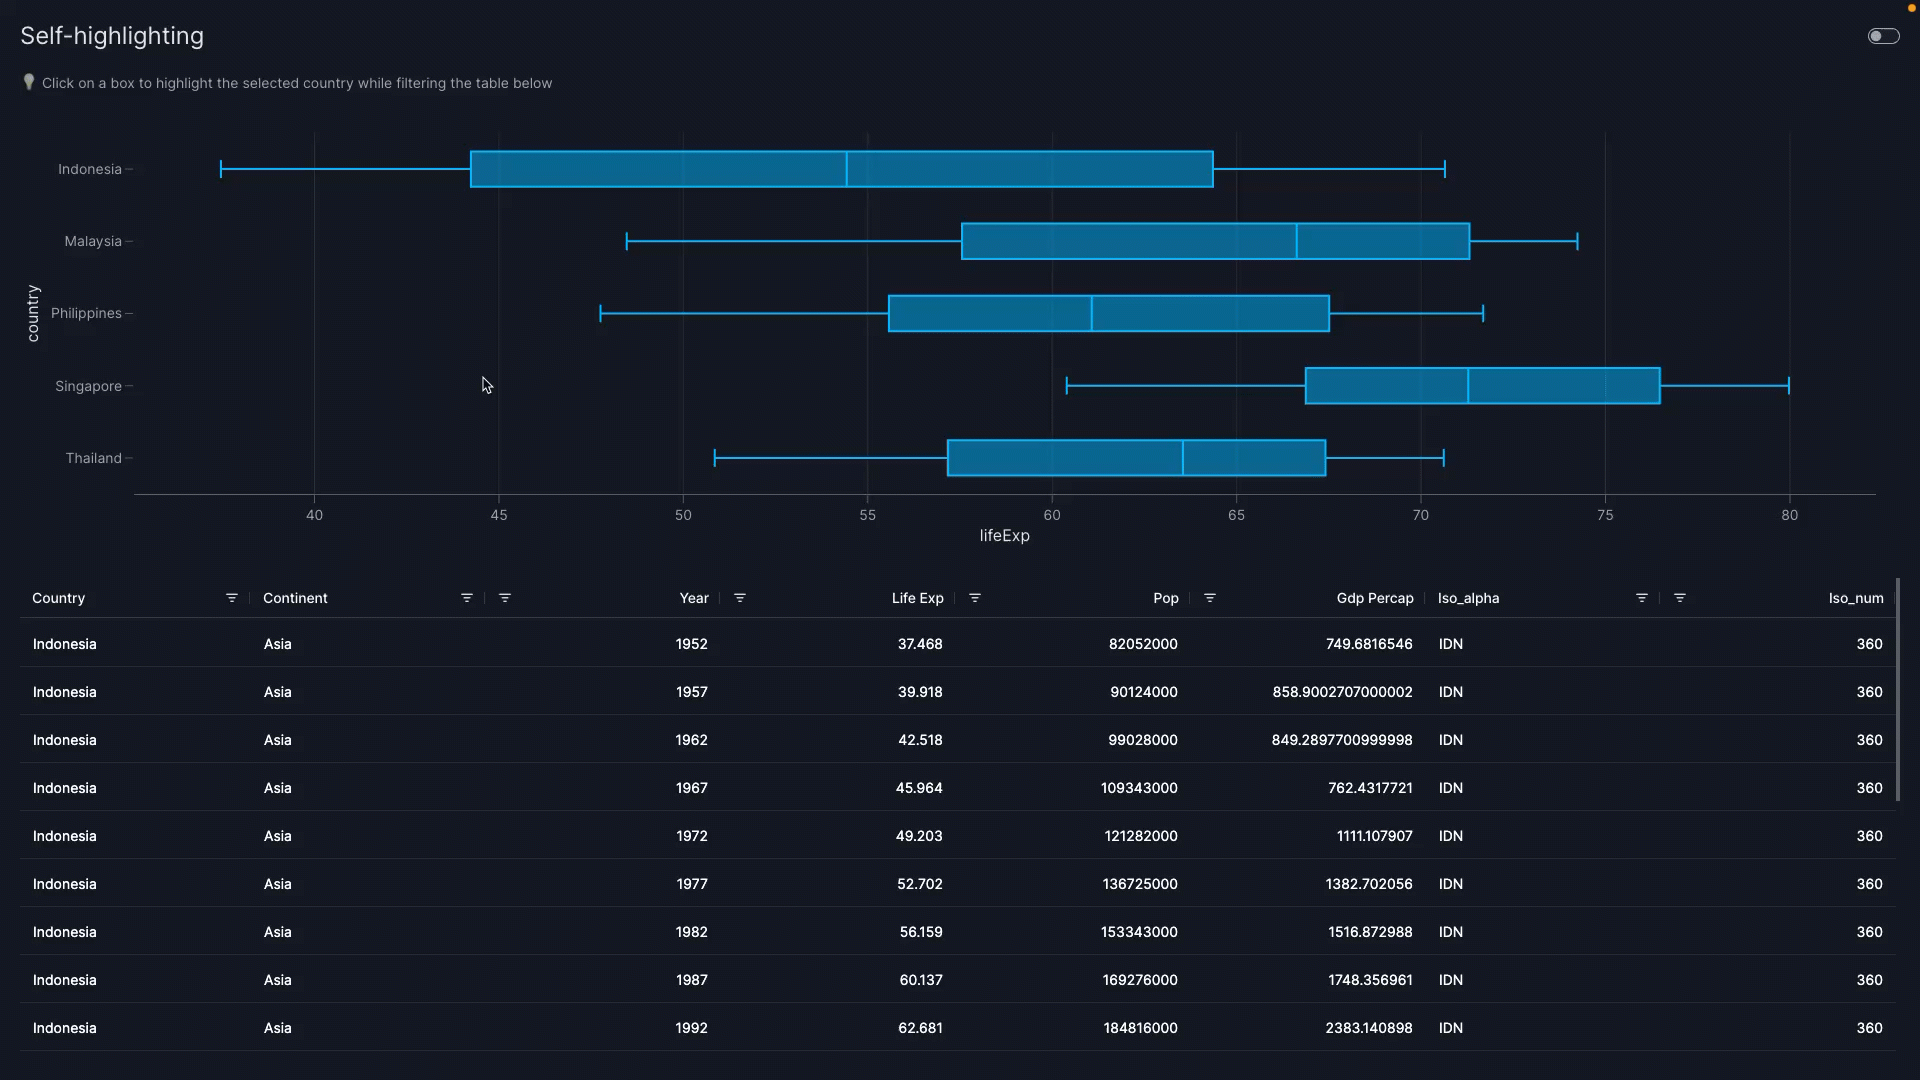 Self-highlighting
Click on a box to highlight the selected country while filtering the table below
country
Indonesia
Malaysia
Philippines
Singapore
Thailand
40 45 50 55 60 65 70 75 80
lifeExp
Country Continent Year Life Exp Pop Gdp Percap Iso_alpha Iso_num
Indonesia Asia 1952 37.468 82052000 749.6816546 IDN 360
Indonesia Asia 1957 39.918 90124000 858.9002707000002 IDN 360
Indonesia Asia 1962 42.518 99028000 849.2897700999998 IDN 360
Indonesia Asia 1967 45.964 109343000 762.4317721 IDN 360
Indonesia Asia 1972 49.203 121282000 1111.107907 IDN 360
Indonesia Asia 1977 52.702 136725000 1382.702056 IDN 360
Indonesia Asia 1982 56.159 153343000 1516.872988 IDN 360
Indonesia Asia 1987 60.137 169276000 1748.356961 IDN 360
Indonesia Asia 1992 62.681 184816000 2383.140898 IDN 360